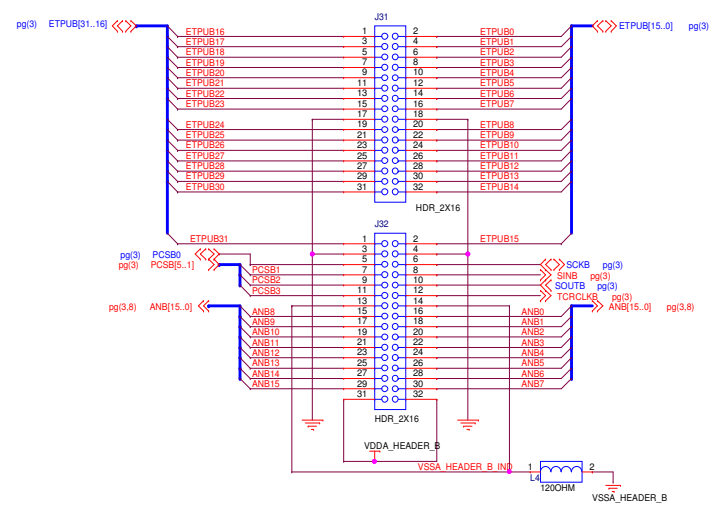 J31
pg(3) ETPUB[31..16] ETPUB[15..0] pg(3)
ETPUB16 1 2 ETPUB0
ETPUB17 3 4 ETPUB1
ETPUB18 5 6 ETPUB2
ETPUB19 7 8 ETPUB3
ETPUB20 9 10 ETPUB4
ETPUB21 11 12 ETPUB5
ETPUB22 13 14 ETPUB6
ETPUB23 15 16 ETPUB7
17 18
ETPUB24 19 20 ETPUB8
ETPUB25 21 22 ETPUB9
ETPUB26 23 24 ETPUB10
ETPUB27 25 26 ETPUB11
ETPUB28 27 28 ETPUB12
ETPUB29 29 30 ETPUB13
ETPUB30 31 32 ETPUB14
HDR_2X16
J32
ETPUB31 1 2 ETPUB15
pg(3) PCSB0 3 4
pg(3) PCSB[5..1] 5 6 SCKB pg(3)
PCSB1 7 8 SINB pg(3)
PCSB2 9 10 SOUTB pg(3)
PCSB3 11 12 TCRCLKB pg(3)
pg(3,8) ANB[15..0] 13 14 ANB[15..0] pg(3,8)
ANB8 15 16 ANB0
ANB9 17 18 ANB1
ANB10 19 20 ANB2
ANB11 21 22 ANB3
ANB12 23 24 ANB4
ANB13 25 26 ANB5
ANB14 27 28 ANB6
ANB15 29 30 ANB7
31 32
HDR_2X16
VDDA_HEADER_B
VSSA_HEADER_B_IND 1 2
L4
120OHM
VSSA_HEADER_B